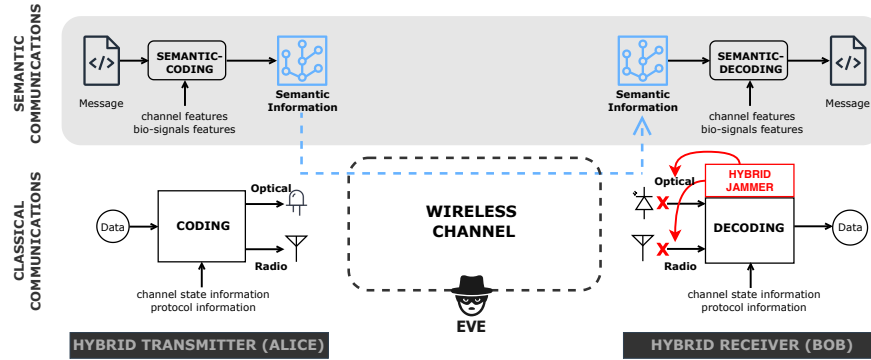 SEMANTIC
COMMUNICATIONS
</>
Message
SEMANTIC-
CODING
channel features
bio-signals features
Semantic
Information
Semantic
Information
SEMANTIC-
DECODING
channel features
bio-signals features
</>
Message
CLASSICAL
COMMUNICATIONS
Data
CODING
Optical
Radio
channel state information
protocol information
WIRELESS
CHANNEL
EVE
Optical
X
X
Radio
HYBRID
JAMMER
DECODING
Data
channel state information
protocol information
HYBRID TRANSMITTER (ALICE)
HYBRID RECEIVER (BOB)